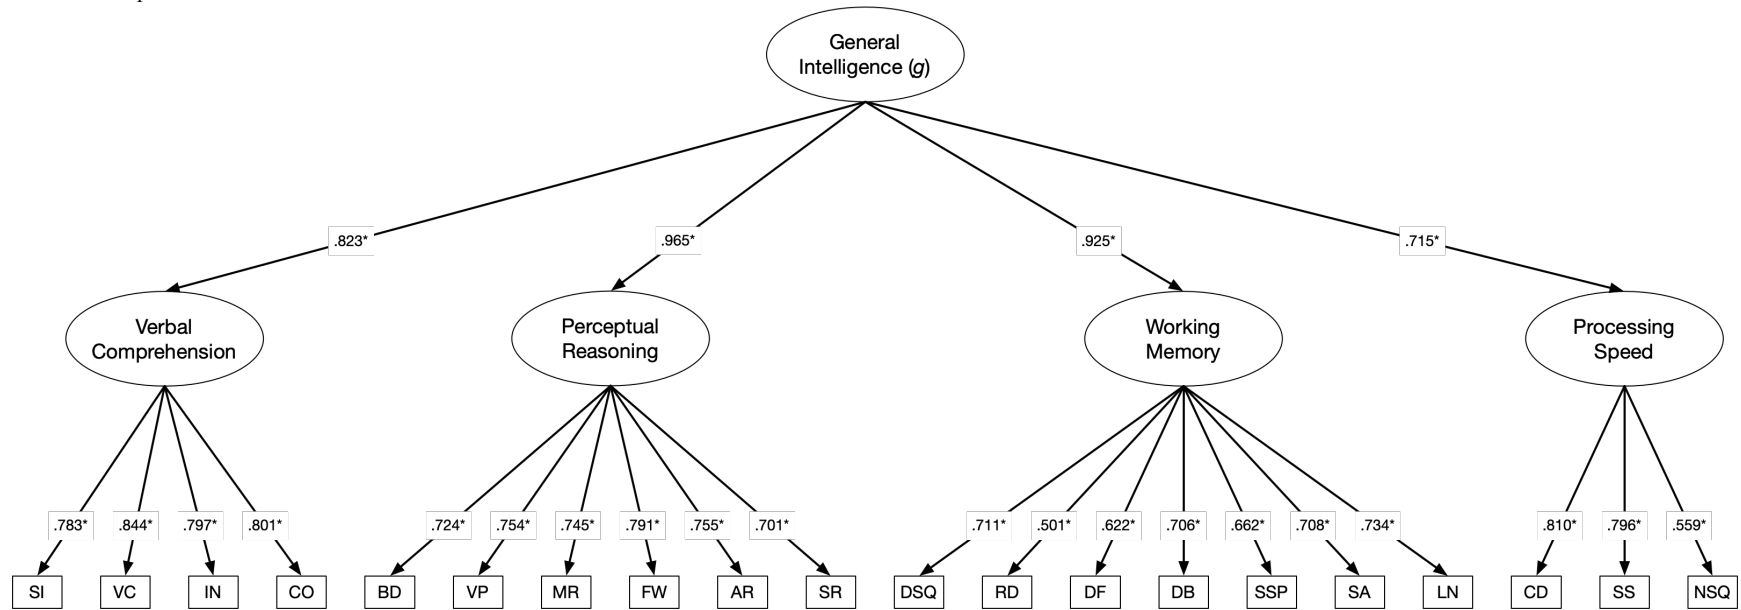 General
Intelligence (g)
.823*
.965*
.925*
.715*
Verbal
Comprehension
Perceptual
Reasoning
Working
Memory
Processing
Speed
.783*
.844*
.797*
.801*
.724*
.754*
.745*
.791*
.755*
.701*
.711*
.501*
.622*
.706*
.662*
.708*
.734*
.810*
.796*
.559*
SI
VC
IN
CO
BD
VP
MR
FW
AR
SR
DSQ
RD
DF
DB
SSP
SA
LN
CD
SS
NSQ